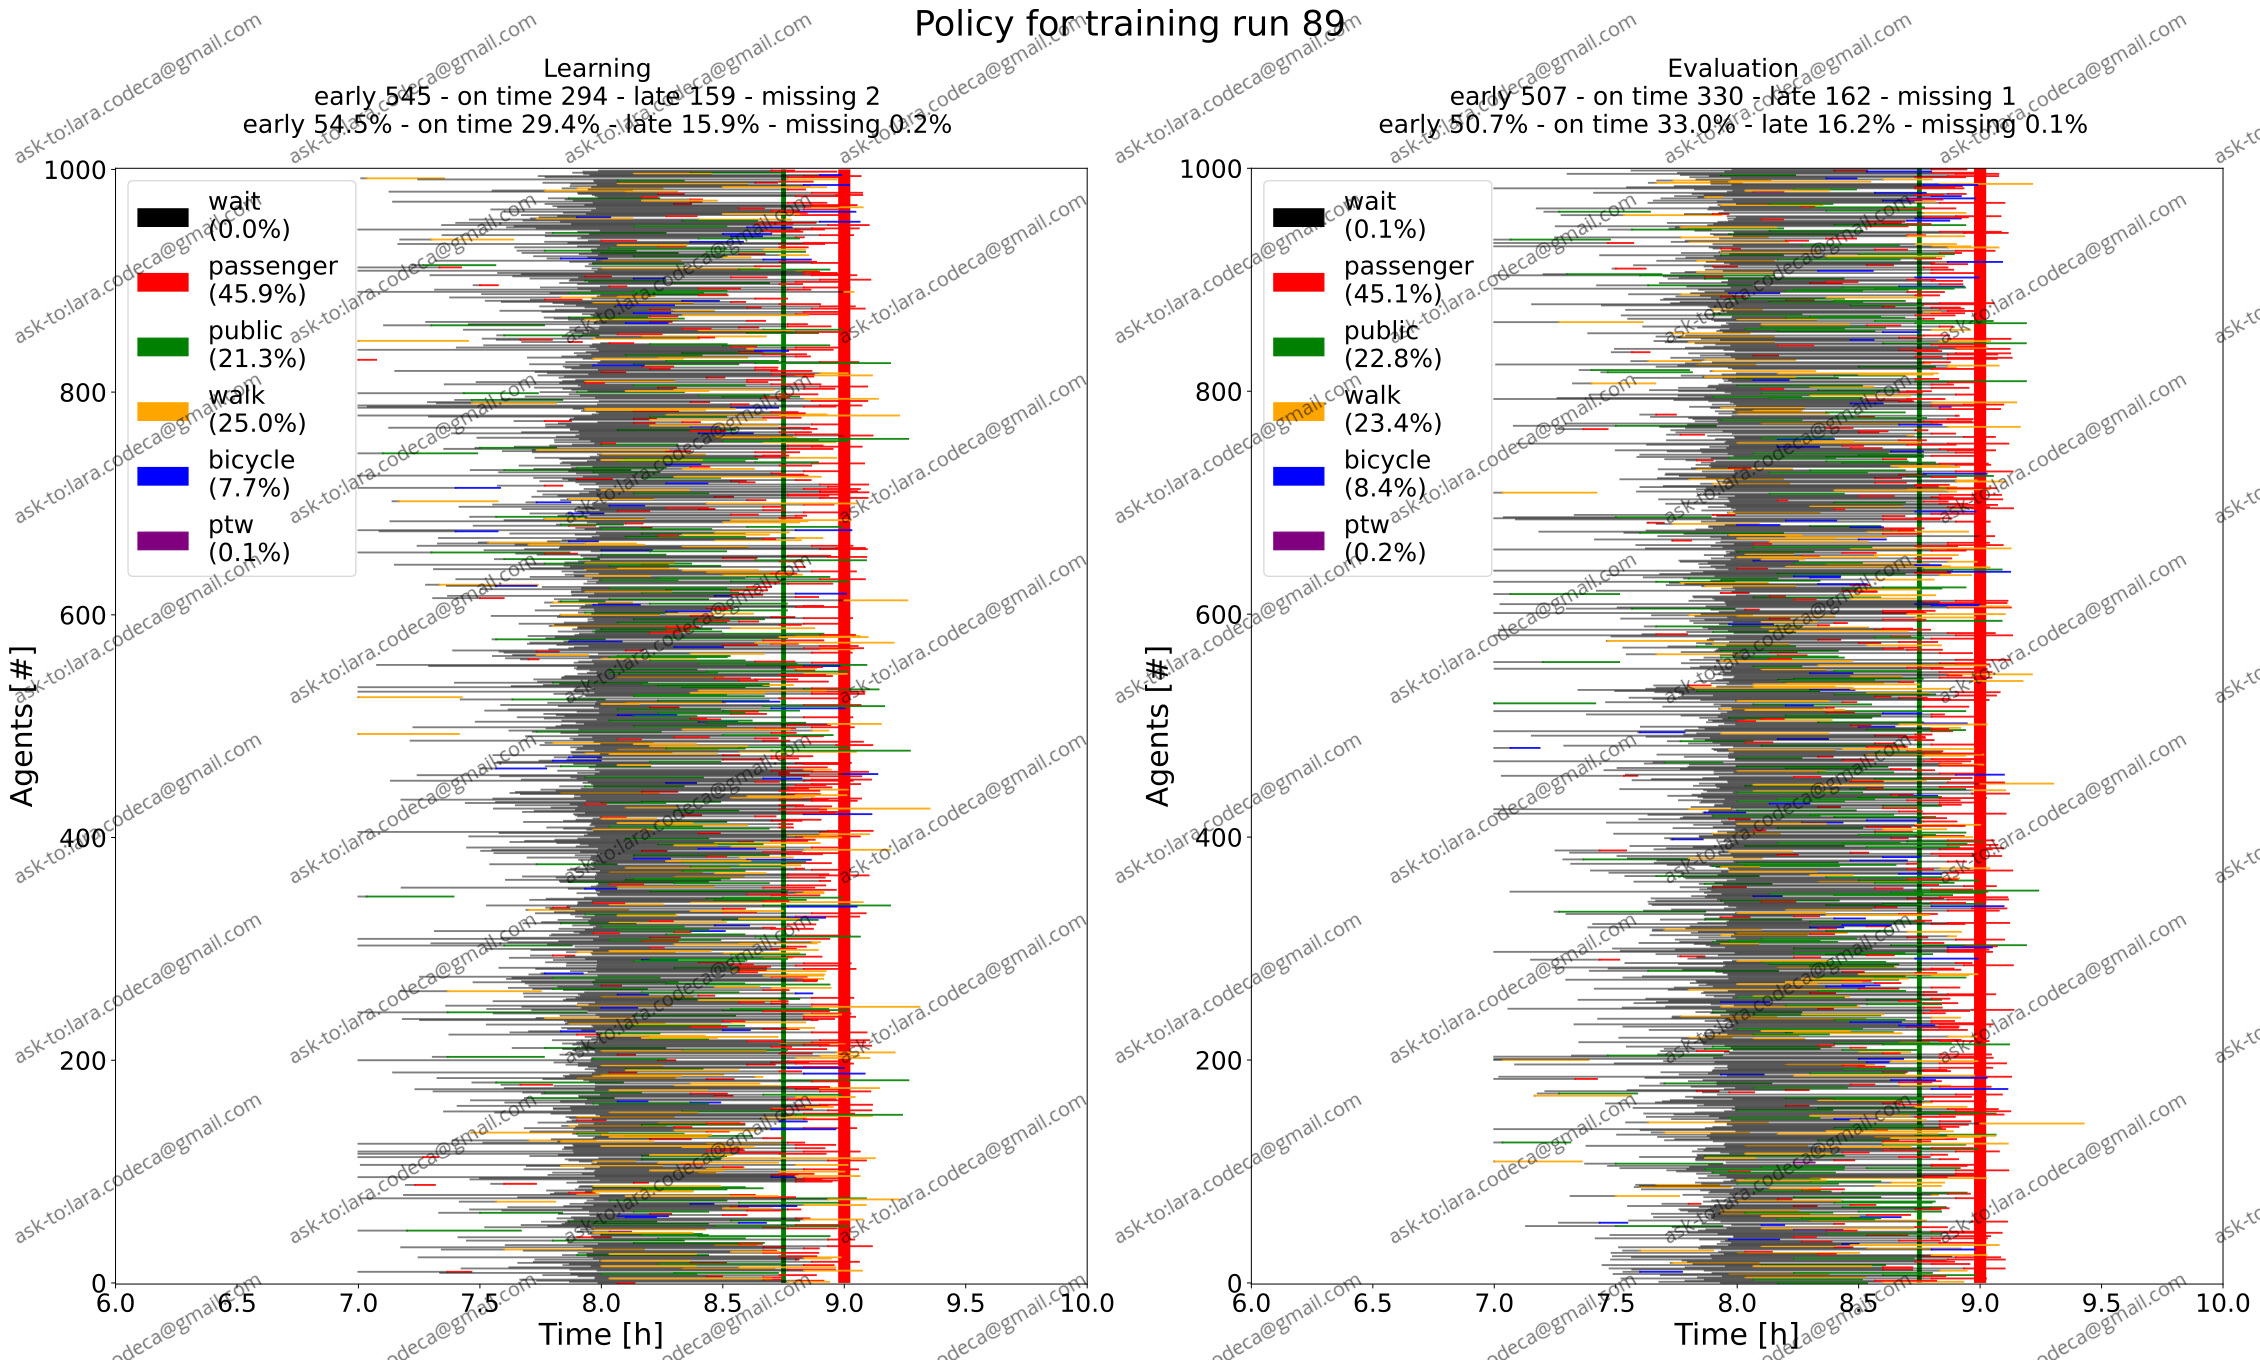 Policy for training run 89
Learning
early 545 - on time 294 - late 159 - missing 2
early 54.5% - on time 29.4% - late 15.9% - missing 0.2%
wait
(0.0%)
passenger
(45.9%)
public
(21.3%)
walk
(25.0%)
bicycle
(7.7%)
ptw
(0.1%)
1000
800
600
400
200
0
Agents [#]
6.0 6.5 7.0 7.5 8.0 8.5 9.0 9.5 10.0
Time [h]
Evaluation
early 507 - on time 330 - late 162 - missing 1
early 50.7% - on time 33.0% - late 16.2% - missing 0.1%
wait
(0.1%)
passenger
(45.1%)
public
(22.8%)
walk
(23.4%)
bicycle
(8.4%)
ptw
(0.2%)
1000
800
600
400
200
0
Agents [#]
6.0 6.5 7.0 7.5 8.0 8.5 9.0 9.5 10.0
Time [h]
ask-to:lara.codeca@gmail.com